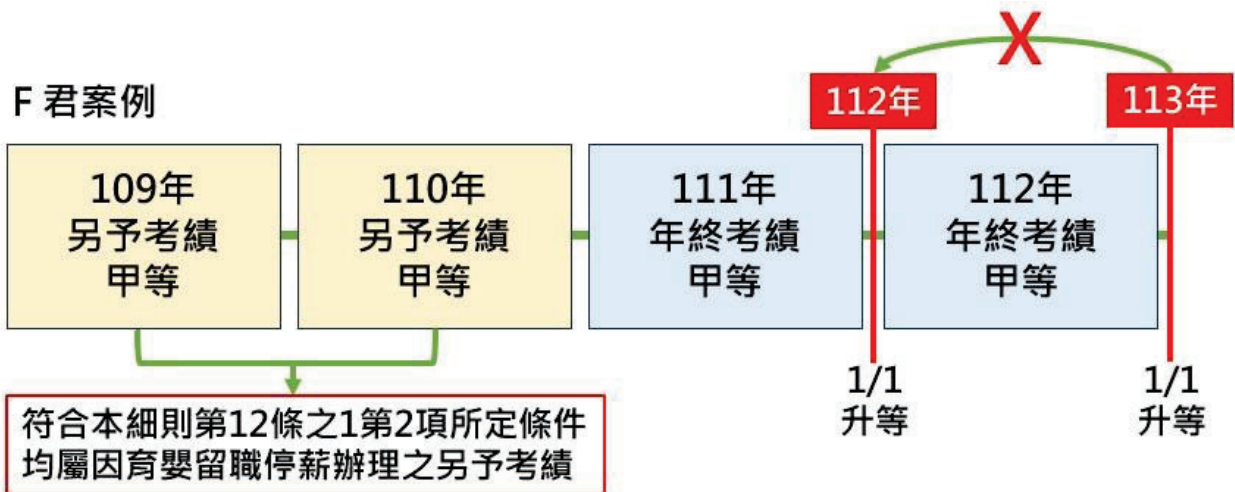 F 君案例
X
112年
113年
109年
另予考績
甲等
110年
另予考績
甲等
111年
年終考績
甲等
112年
年終考績
甲等
1/1
升等
1/1
升等
符合本細則第12條之1第2項所定條件
均屬因育嬰留職停薪辦理之另予考績